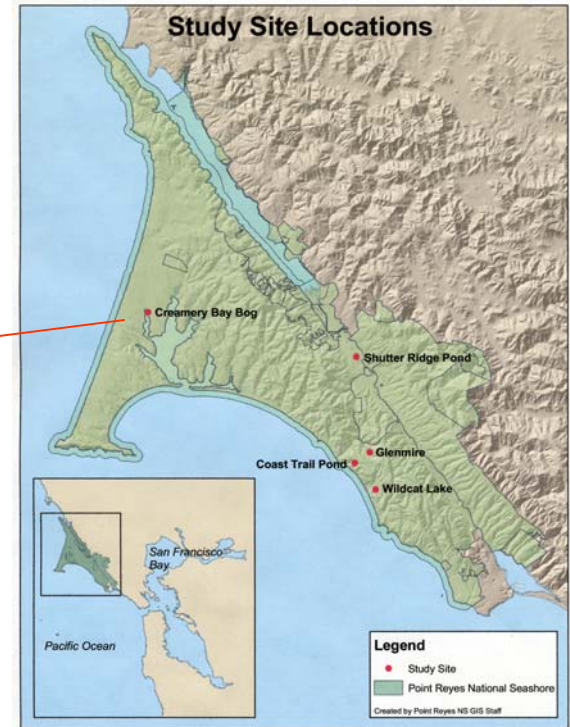 Study Site Locations
Creamery Bay Bog
Shutter Ridge Pond
Glenmire
Coast Trail Pond
Wildcat Lake
San Francisco
Bay
Pacific Ocean
Legend
Study Site
Point Reyes National Seashore
Created by Point Reyes NS GIS Staff